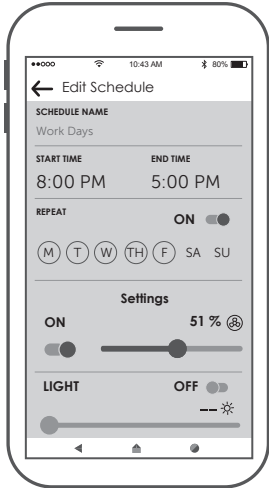 10:43 AM 80%
Edit Schedule
SCHEDULE NAME
Work Days
START TIME END TIME
8:00 PM 5:00 PM
REPEAT ON
M T W TH F SA SU
Settings
ON 51 %
LIGHT OFF
--